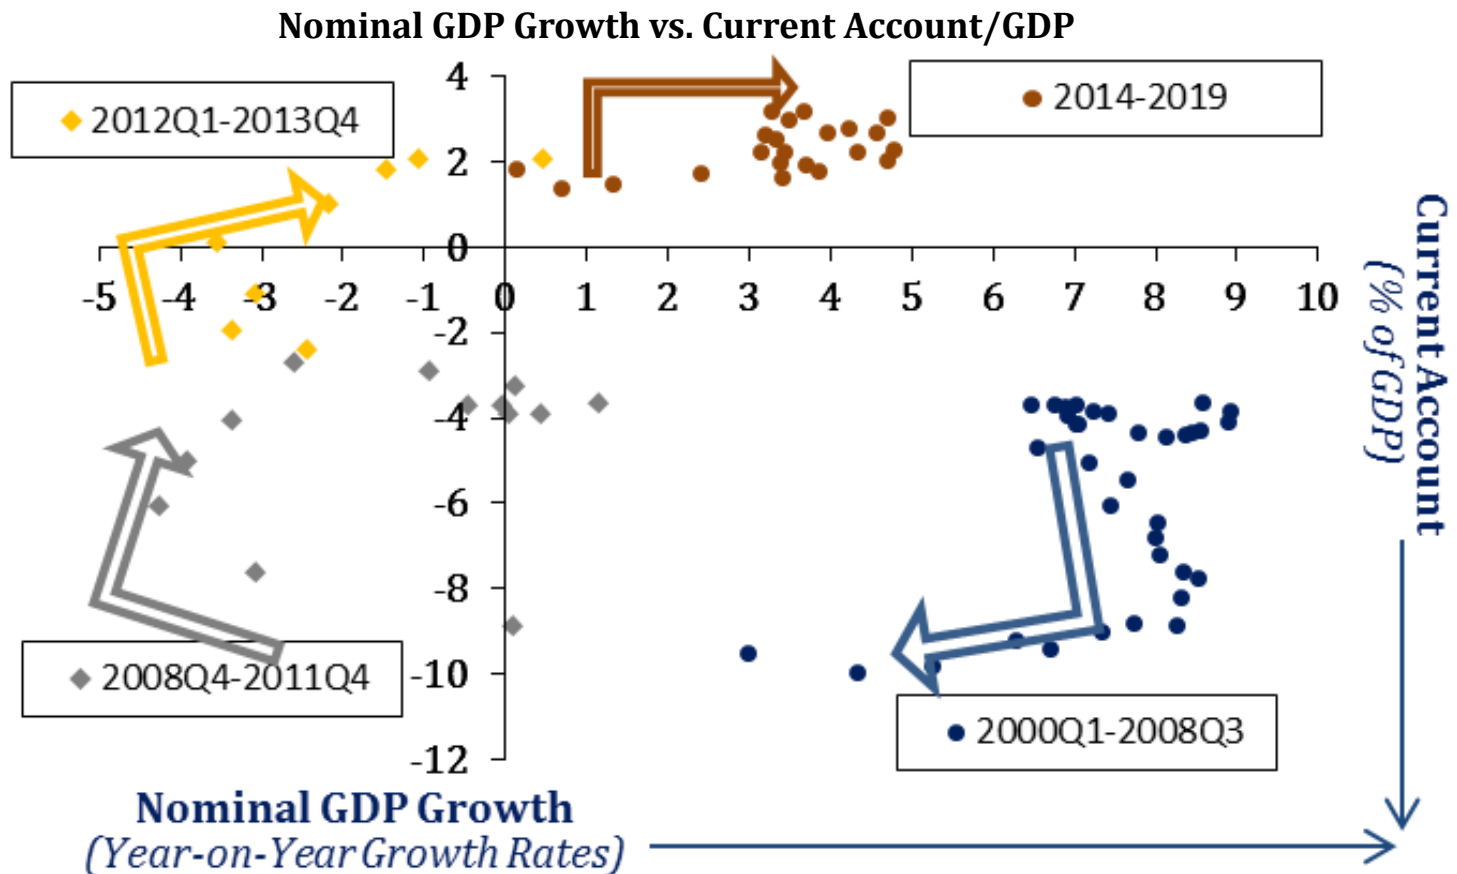 Nominal GDP Growth vs. Current Account/GDP
2012Q1-2013Q4
2014-2019
4
2
0
-5 -4 -3 -2 -1 0 1 2 3 4 5 6 7 8 9 10
-2
-4
-6
-8
-10
-12
2008Q4-2011Q4
2000Q1-2008Q3
Current Account
(% of GDP)
Nominal GDP Growth
(Year-on-Year Growth Rates)